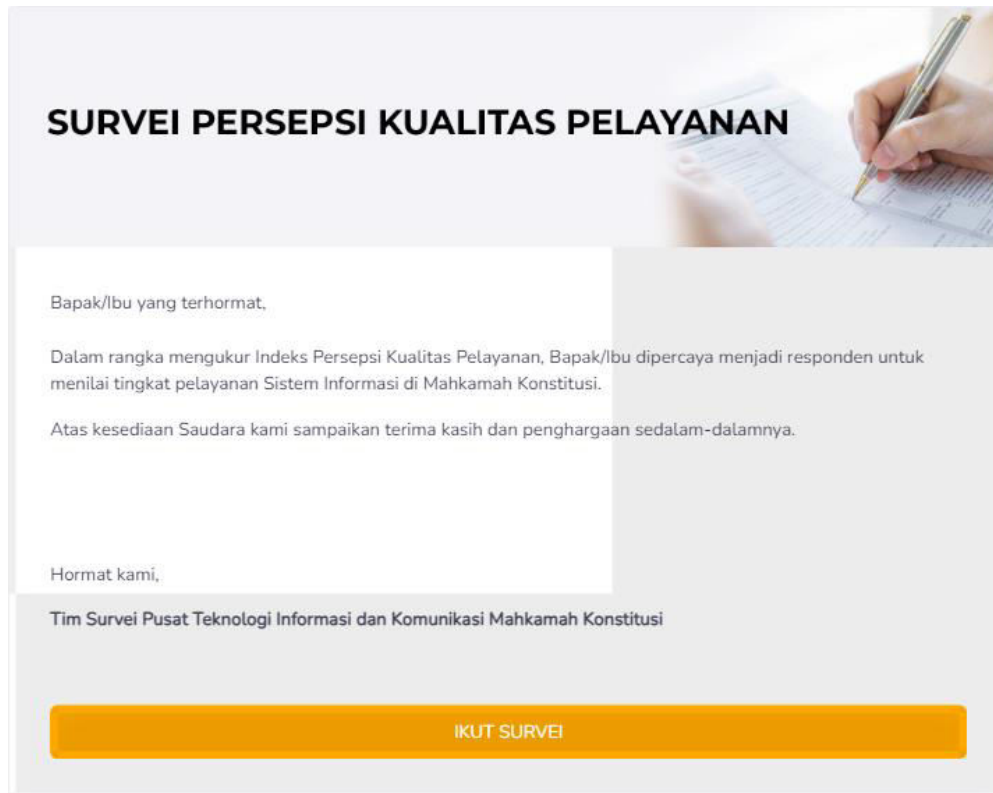 SURVEI PERSEPSI KUALITAS PELAYANAN
Bapak/Ibu yang terhormat,
Dalam rangka mengukur Indeks Persepsi Kualitas Pelayanan, Bapak/Ibu dipercaya menjadi responden untuk
menilai tingkat pelayanan Sistem Informasi di Mahkamah Konstitusi.
Atas kesediaan Saudara kami sampaikan terima kasih dan penghargaan sedalam-dalamnya.
Hormat kami,
Tim Survei Pusat Teknologi Informasi dan Komunikasi Mahkamah Konstitusi
IKUT SURVEI